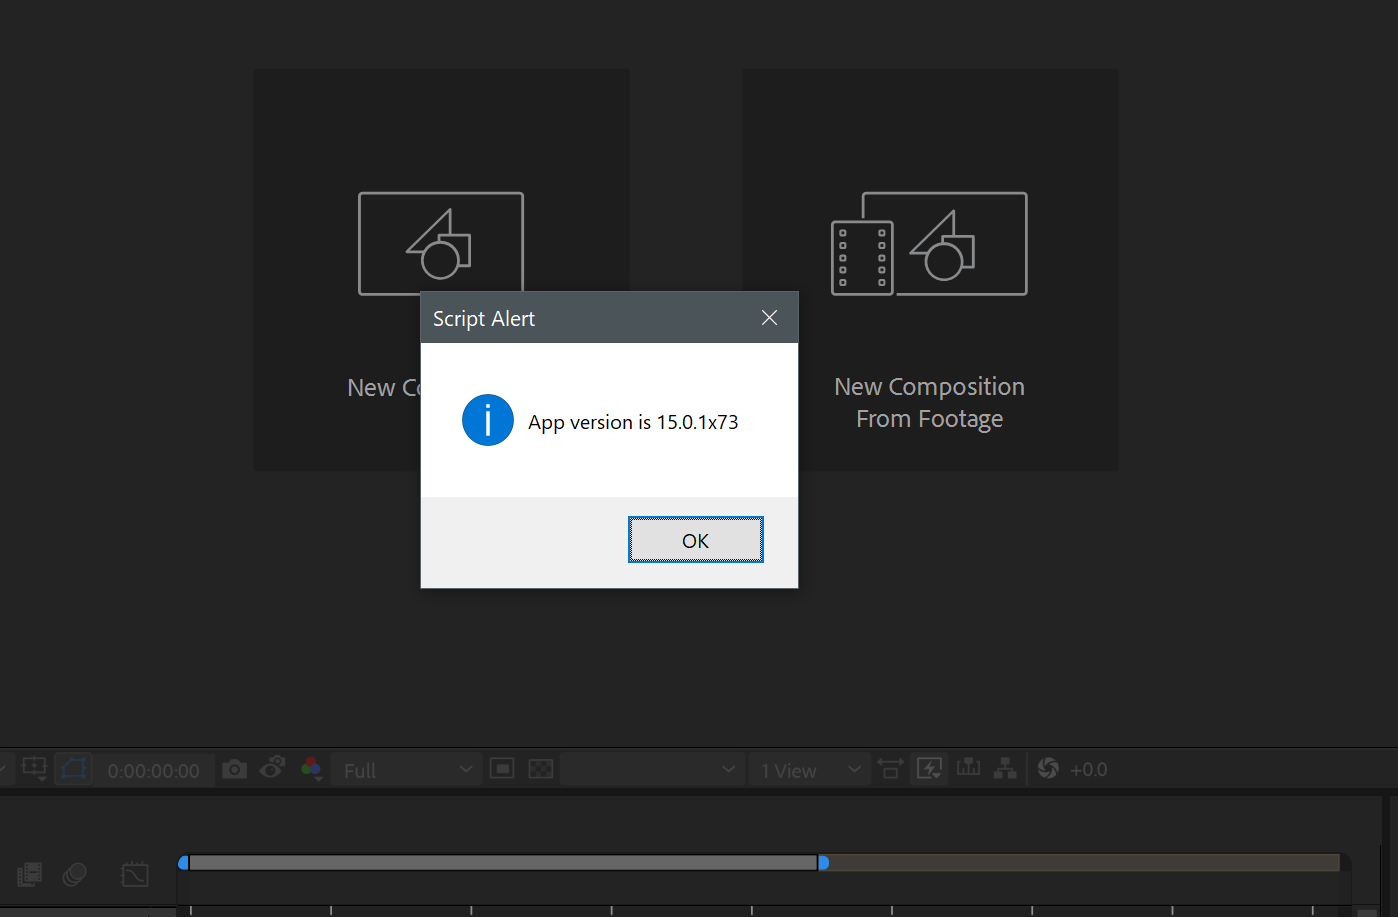 Script Alert
App version is 15.0.1x73
OK
New Co
New Composition
From Footage
0:00:00:00
Full
1 View
+0.0